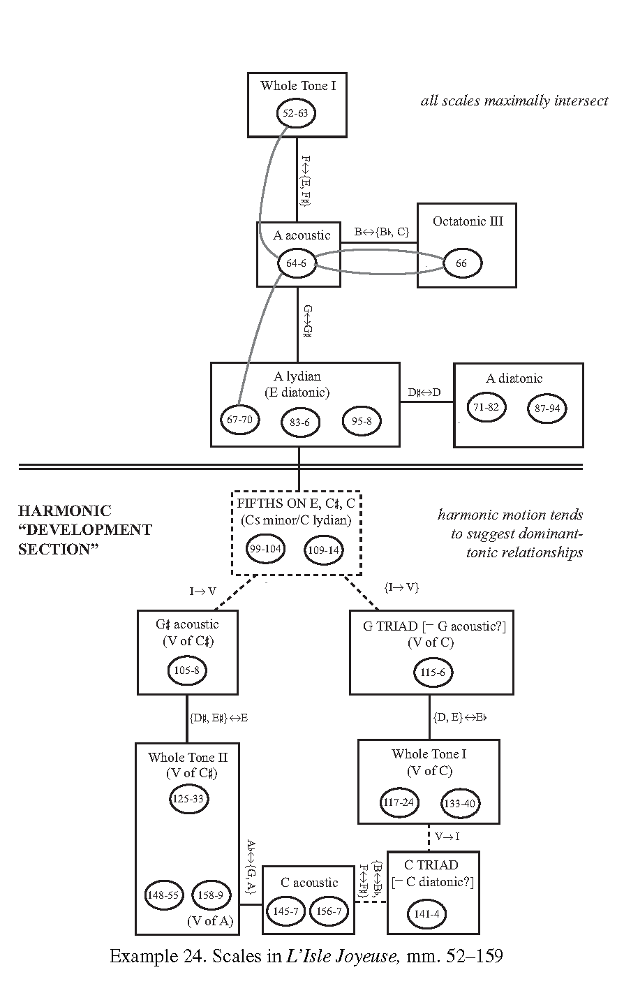 Whole Tone I
52-63
all scales maximally intersect
F↔{E, F♯}
A acoustic
64-6
B↔{B♭, C}
Octatonic III
66
G↔G♯
A lydian
(E diatonic)
67-70
83-6
95-8
D♯↔D
A diatonic
71-82
87-94
HARMONIC
“DEVELOPMENT
SECTION”
FIFTHS ON E, C♯, C
(Cs minor/C lydian)
99-104
109-14
harmonic motion tends
to suggest dominant-
tonic relationships
I→V
{I→V}
G♯ acoustic
(V of C♯)
105-8
G TRIAD [– G acoustic?]
(V of C)
115-6
{D♯, E♯}↔E
{D, E}↔E♭
Whole Tone II
(V of C♯)
125-33
148-55
158-9
(V of A)
Whole Tone I
(V of C)
117-24
133-40
V→I
A♭↔{G, A}
C acoustic
145-7
156-7
{B↔B♭,
F↔F♯}
C TRIAD
[– C diatonic?]
141-4
Example 24. Scales in L’Isle Joyeuse, mm. 52–159